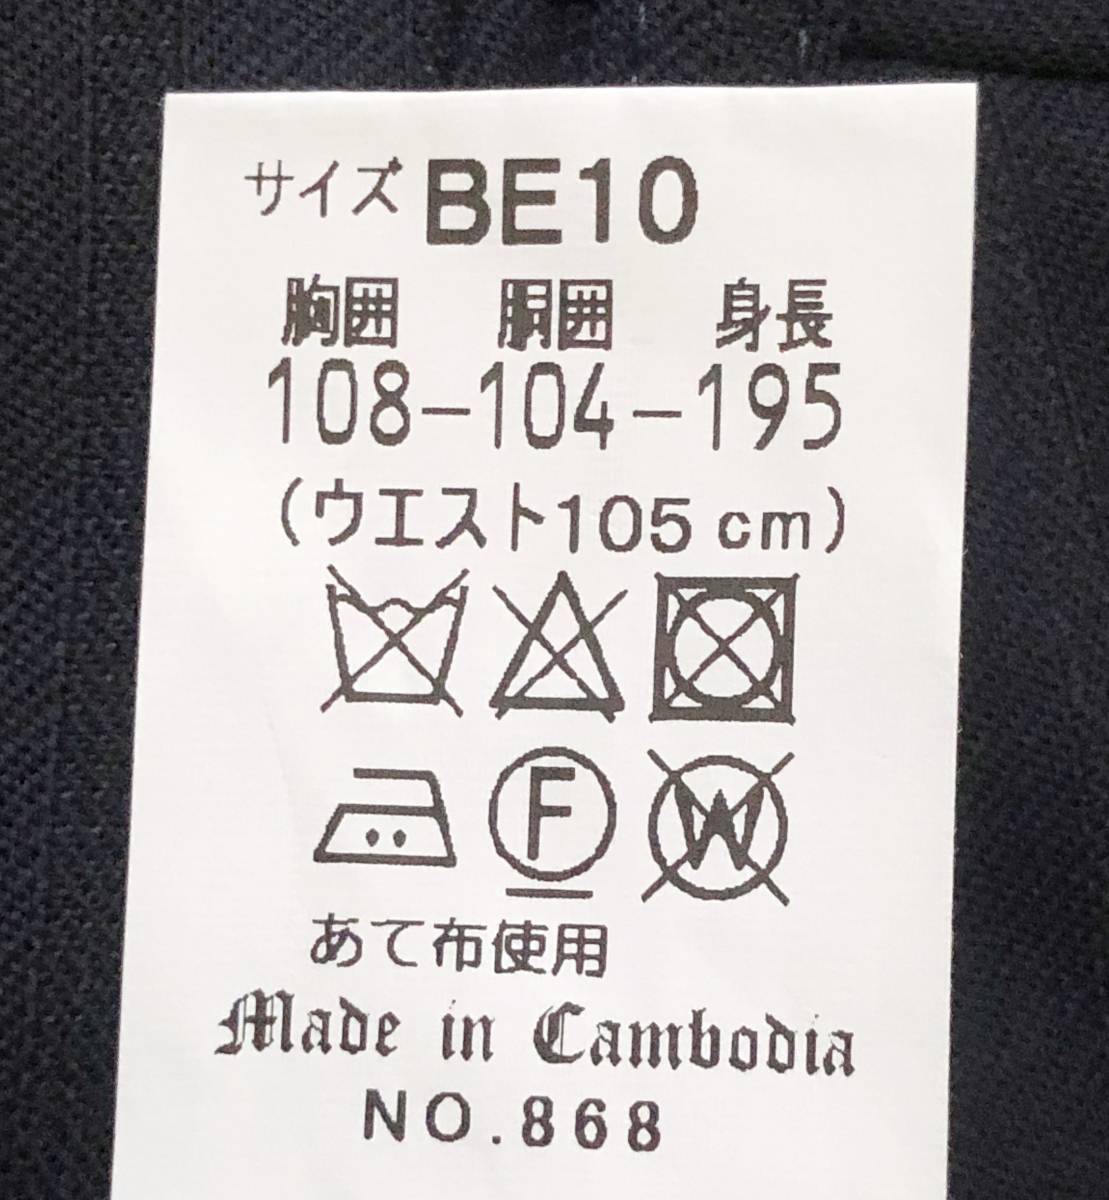 サイズ BE10
胸囲 胴囲 身長
108-104-195
(ウエスト105cm)
F W
あて布使用
Made in Cambodia
NO.868